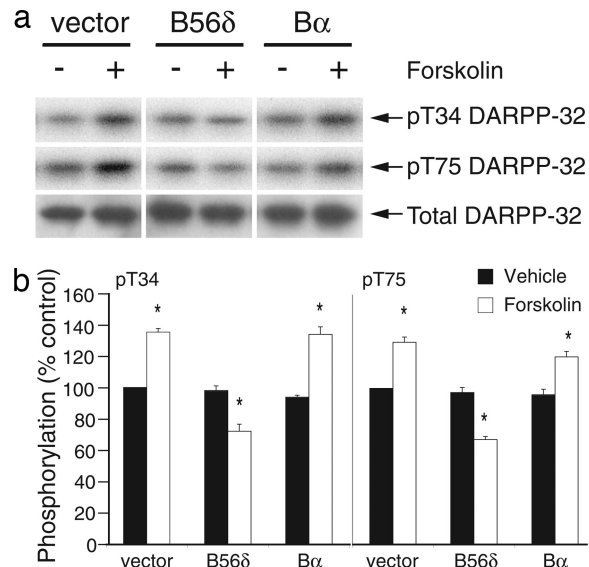 a
vector B56δ Bα
- + - + - + Forskolin
pT34 DARPP-32
pT75 DARPP-32
Total DARPP-32
b
pT34 pT75
Vehicle
Forskolin
Phosphorylation (% control)
160
140
120
100
80
60
40
20
0
* * * * * *
vector B56δ Bα vector B56δ Bα